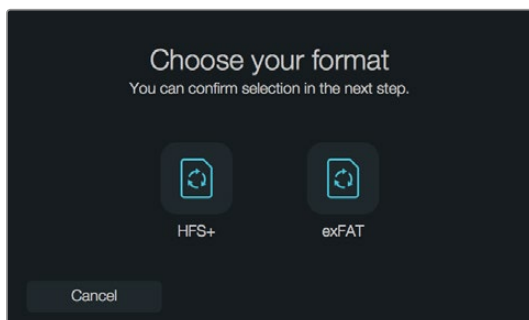 Choose your format
You can confirm selection in the next step.
HFS+
exFAT
Cancel